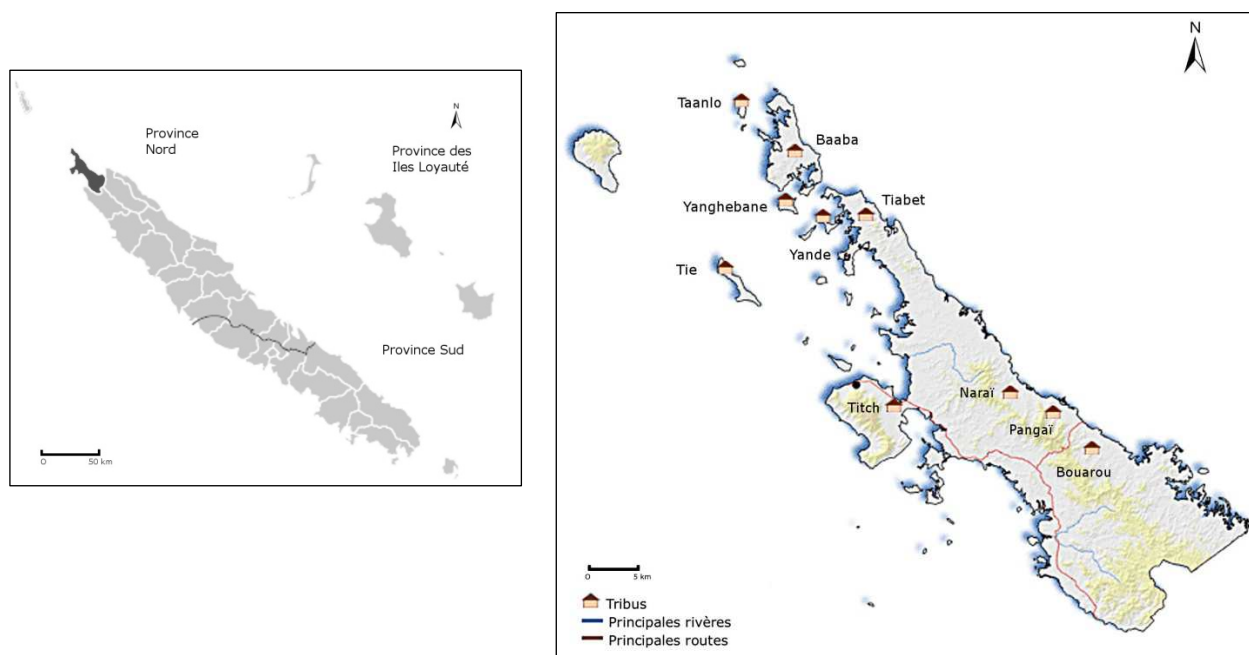 Province
Nord
N
Province des
Iles Loyauté
Province Sud
0 50 km
N
Taanlo
Baaba
Yanghebane
Tiabet
Yande
Tie
Naraï
Titch
Pangaï
Bouarou
0 5 km
Tribus
Principales rivères
Principales routes